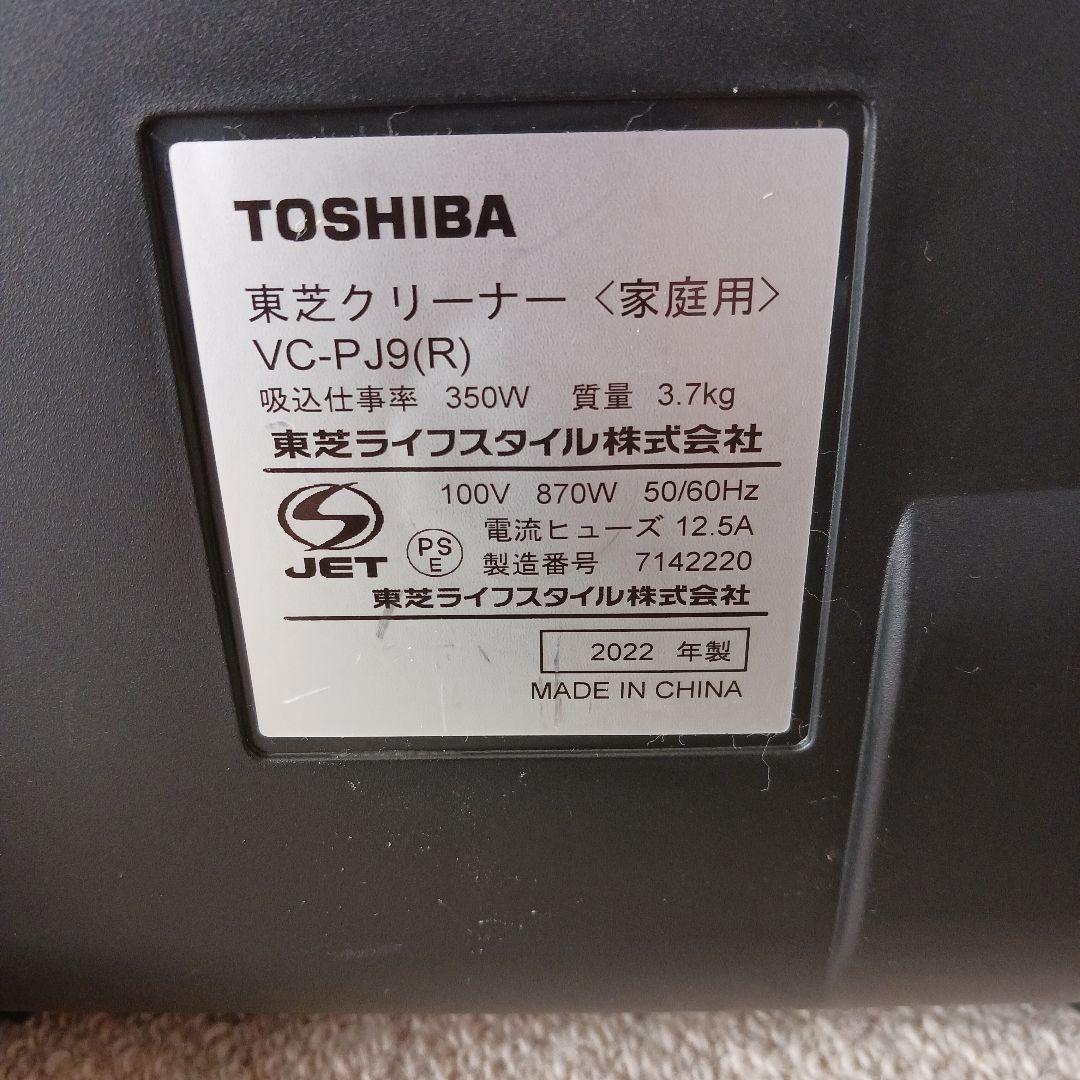 TOSHIBA
東芝クリーナー〈家庭用〉
VC-PJ9(R)
吸込仕事率 350W 質量 3.7kg
東芝ライフスタイル株式会社
100V 870W 50/60Hz
電流ヒューズ 12.5A
JET
PS
E
製造番号 7142220
東芝ライフスタイル株式会社
2022 年製
MADE IN CHINA